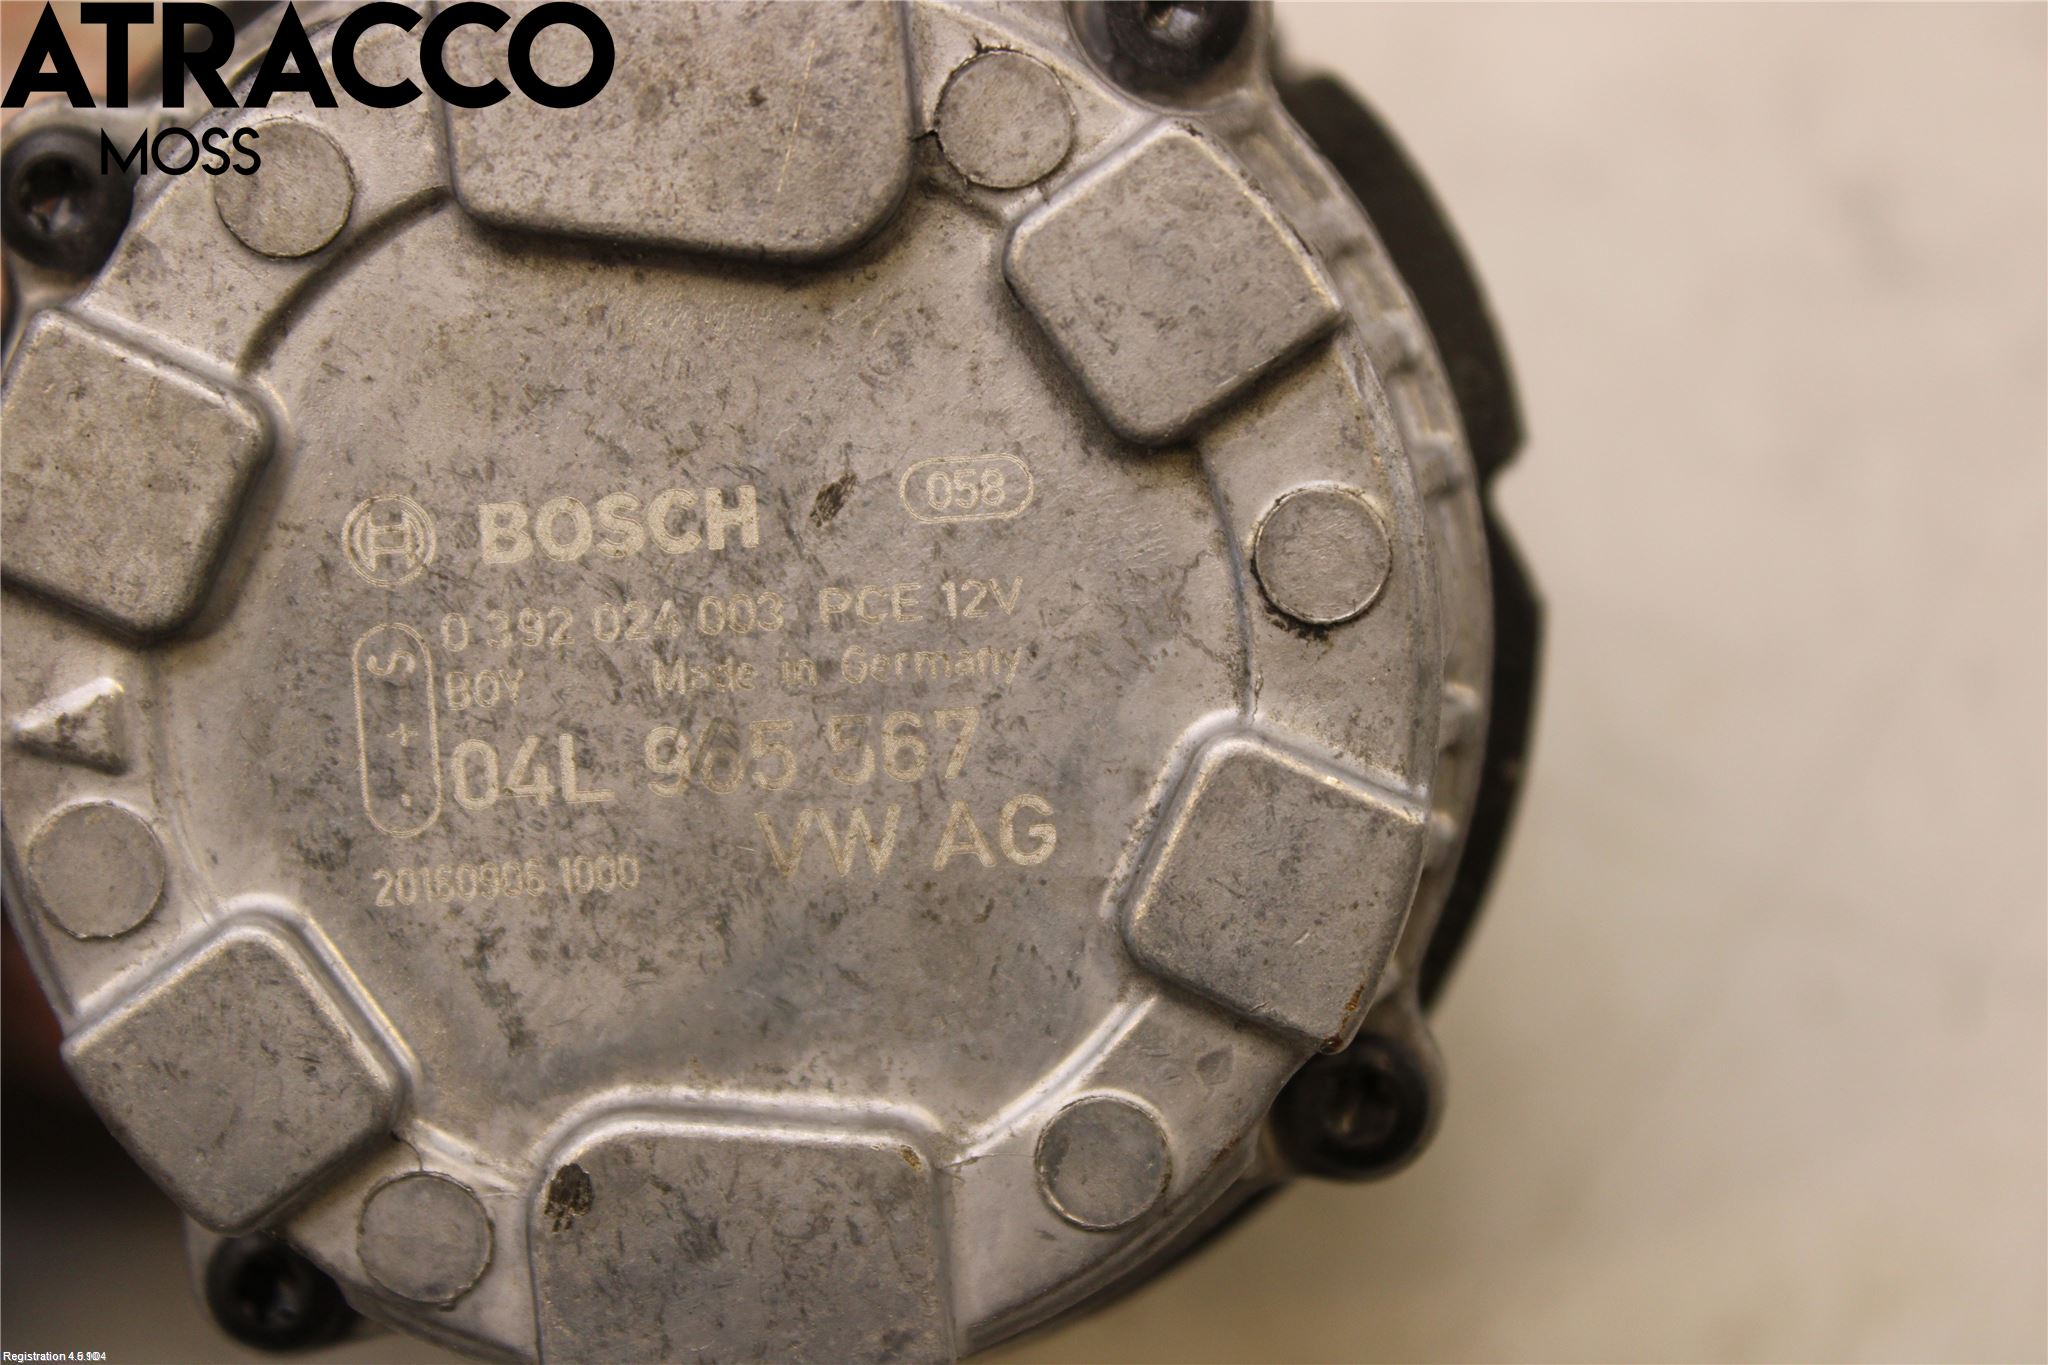 ATRACCO
MOSS
BOSCH 058
0 392 024 003 PCE 12V
BOY Made in Germany
S + -
04L 965 567
VW AG
20160906 1000